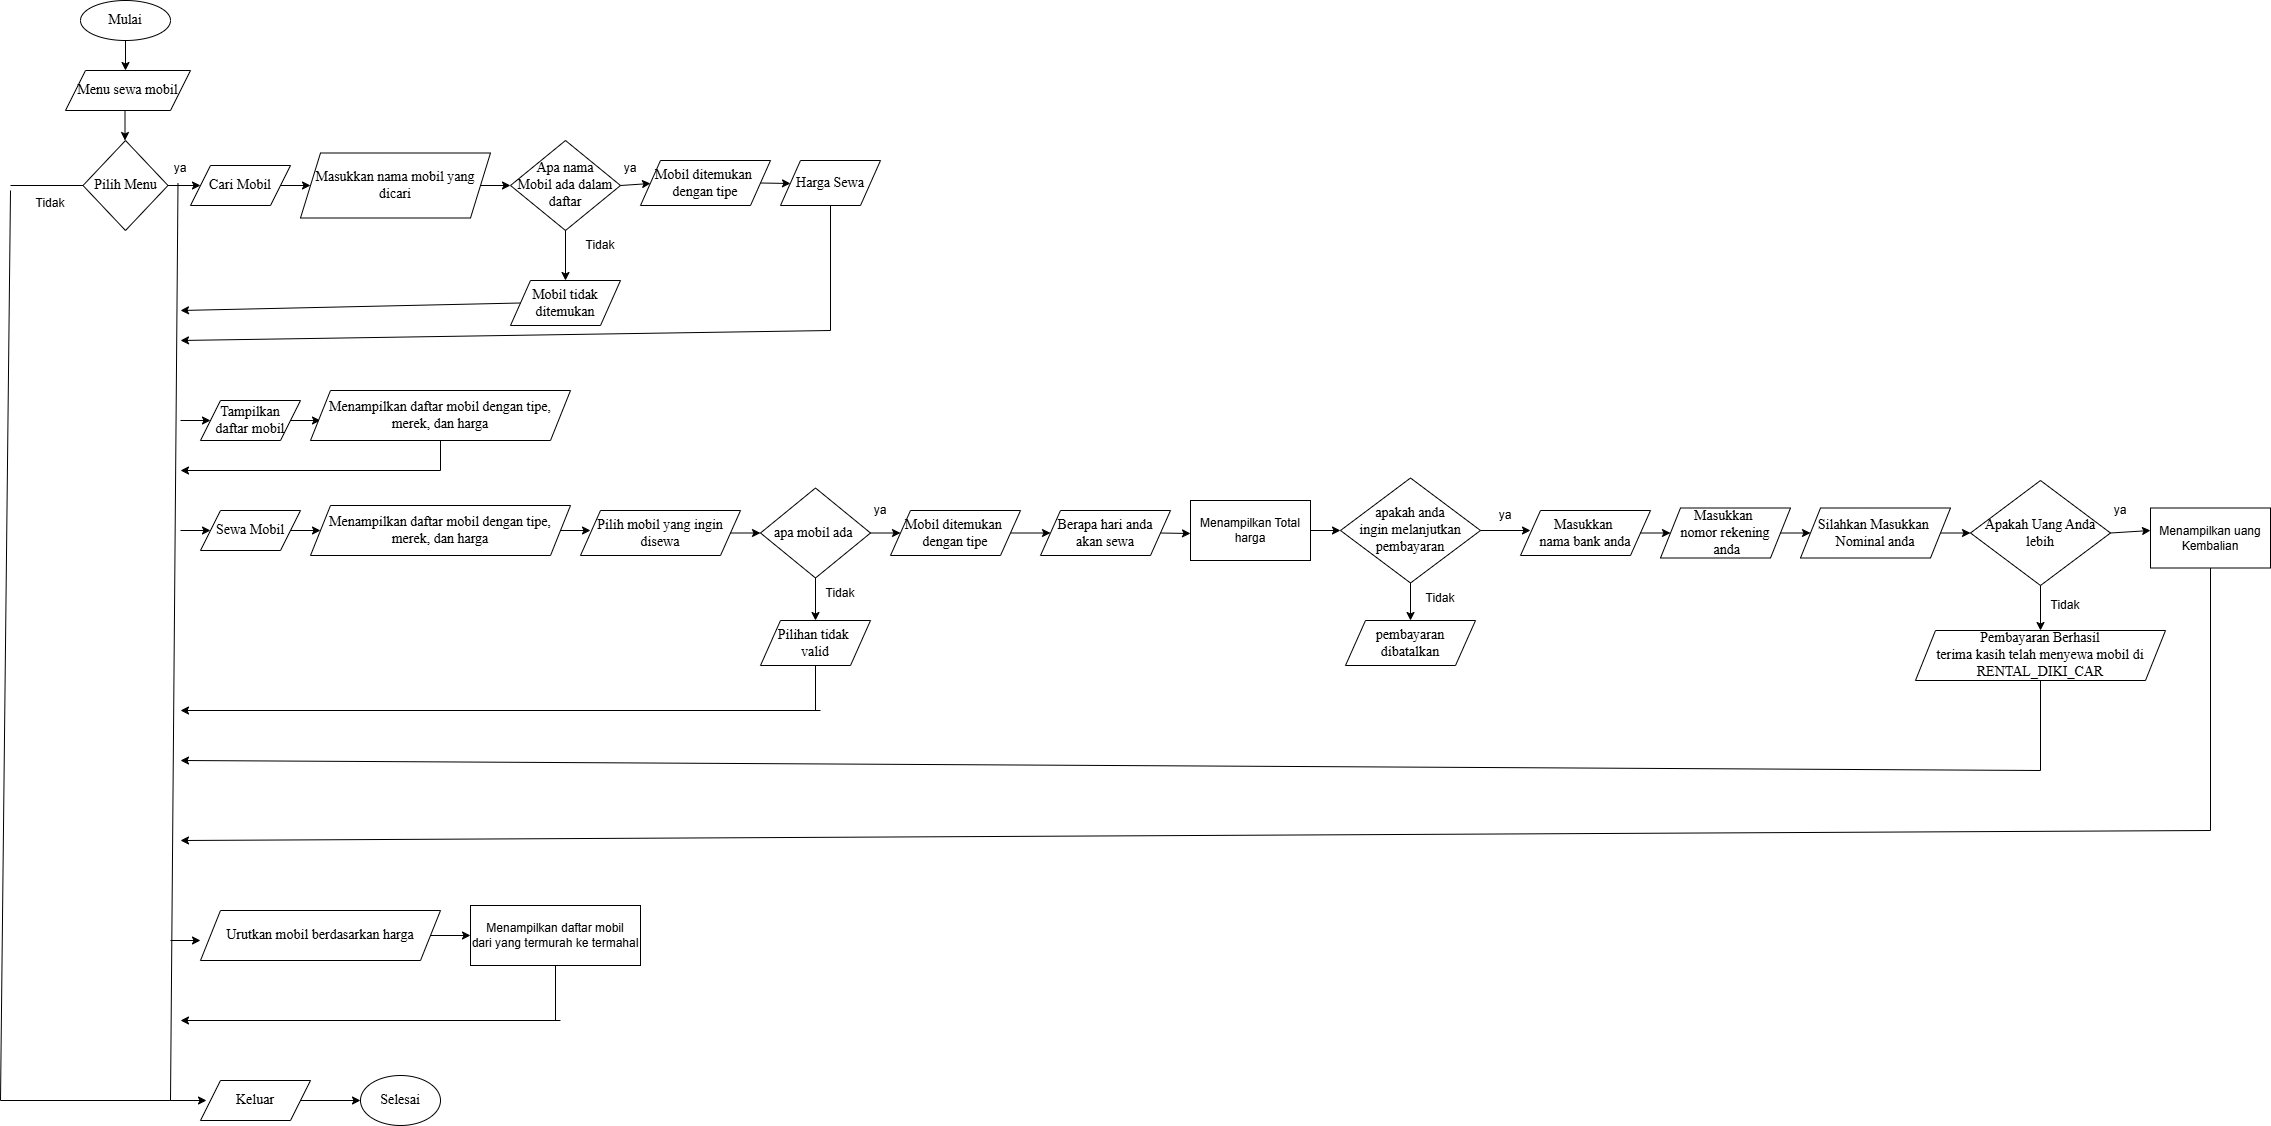 Mulai
Menu sewa mobil
Pilih Menu
ya
Tidak
Cari Mobil
Masukkan nama mobil yang
dicari
Apa nama
Mobil ada dalam
daftar
ya
Tidak
Mobil ditemukan
dengan tipe
Harga Sewa
Mobil tidak
ditemukan
Tampilkan
daftar mobil
Menampilkan daftar mobil dengan tipe,
merek, dan harga
Sewa Mobil
Menampilkan daftar mobil dengan tipe,
merek, dan harga
Pilih mobil yang ingin
disewa
apa mobil ada
ya
Tidak
Mobil ditemukan
dengan tipe
Berapa hari anda
akan sewa
Menampilkan Total
harga
apakah anda
ingin melanjutkan
pembayaran
ya
Tidak
Masukkan
nama bank anda
Masukkan
nomor rekening
anda
Silahkan Masukkan
Nominal anda
Apakah Uang Anda
lebih
ya
Tidak
Menampilkan uang
Kembalian
Pilihan tidak
valid
pembayaran
dibatalkan
Pembayaran Berhasil
terima kasih telah menyewa mobil di
RENTAL_DIKI_CAR
Urutkan mobil berdasarkan harga
Menampilkan daftar mobil
dari yang termurah ke termahal
Keluar
Selesai